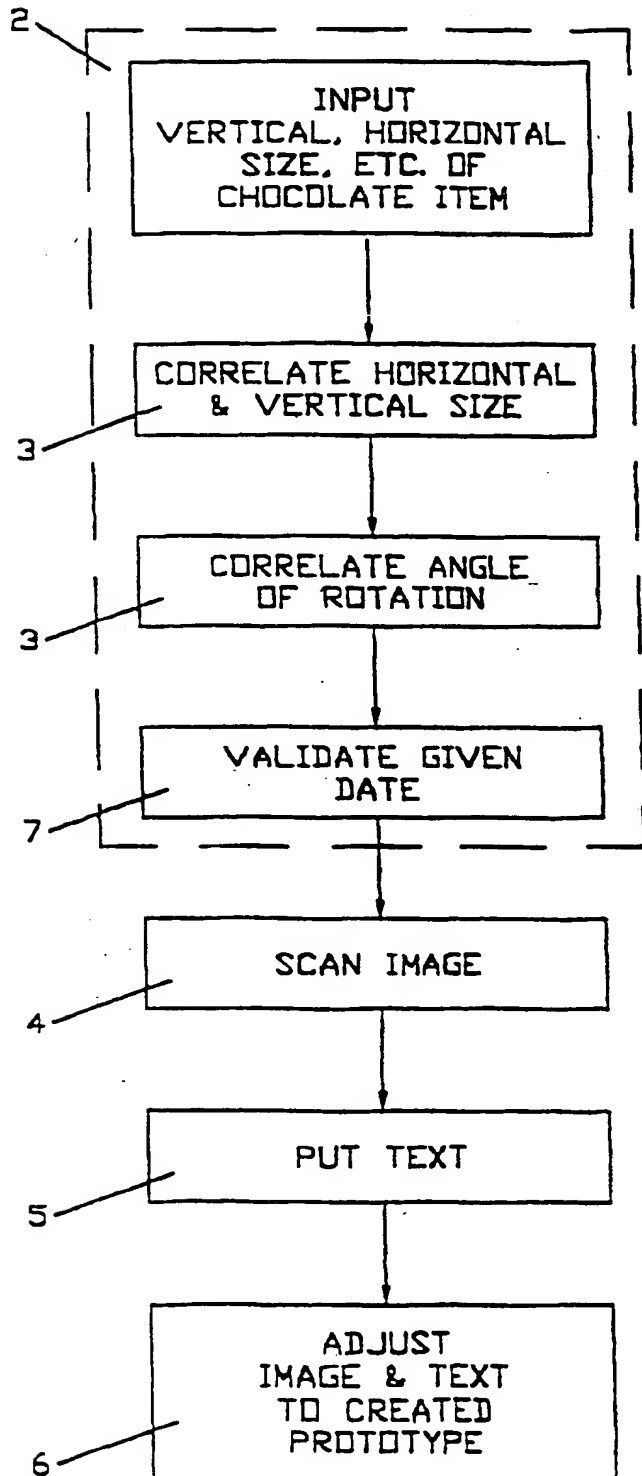 2
INPUT
VERTICAL, HORIZONTAL
SIZE, ETC. OF
CHOCOLATE ITEM
CORRELATE HORIZONTAL
& VERTICAL SIZE
3
CORRELATE ANGLE
OF ROTATION
3
VALIDATE GIVEN
DATE
7
SCAN IMAGE
4
PUT TEXT
5
ADJUST
IMAGE & TEXT
TO CREATED
PROTOTYPE
6